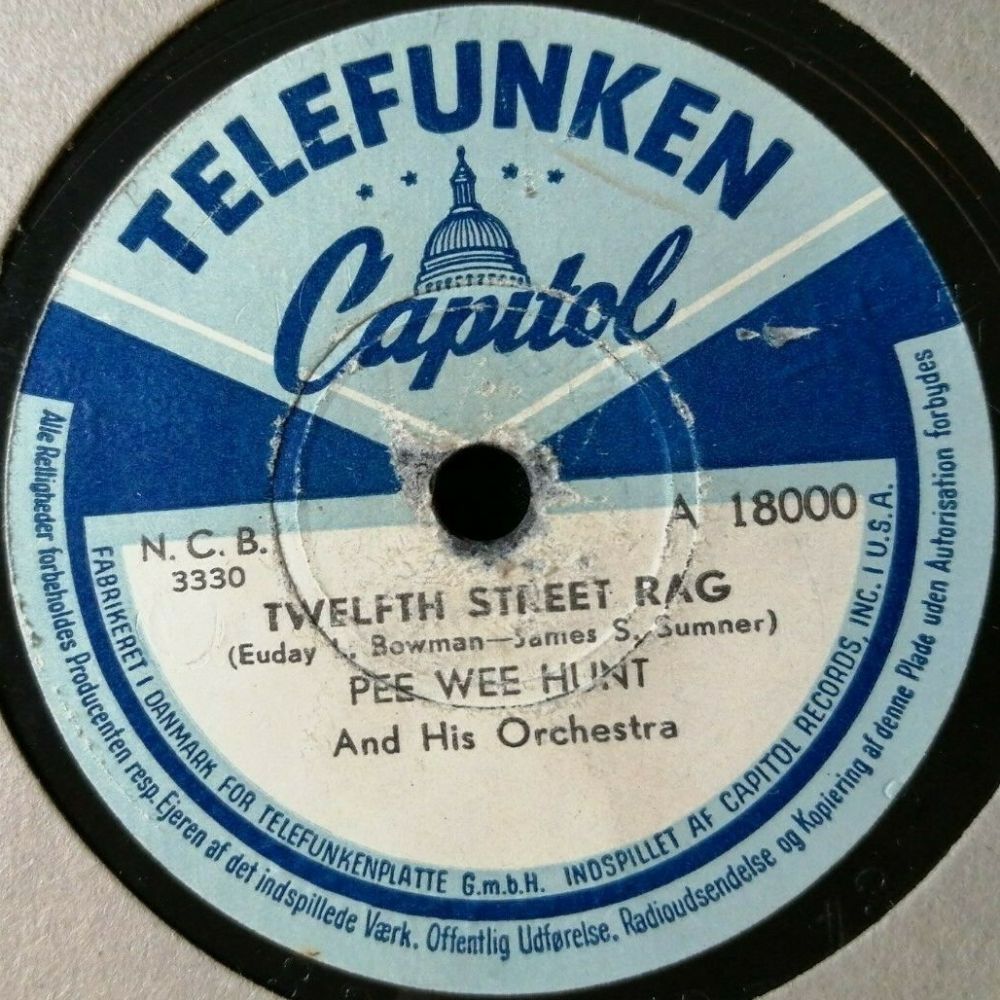 TELEFUNKEN
Capitol
N. C. B.
3330
A 18000
TWELFTH STREET RAG
(Euday L. Bowman—James S. Sumner)
PEE WEE HUNT
And His Orchestra
FABRIKERET I DANMARK FOR TELEFUNKENPLATTE G.m.b.H. INDSPILLET AF CAPITOL RECORDS, INC. I U.S.A.
Alle Rettigheder forbeholdes Producenten resp. Ejeren af det indspillede Værk. Offentlig Udførelse. Radioudsendelse og Kopiering af denne Plade uden Autorisation forbydes